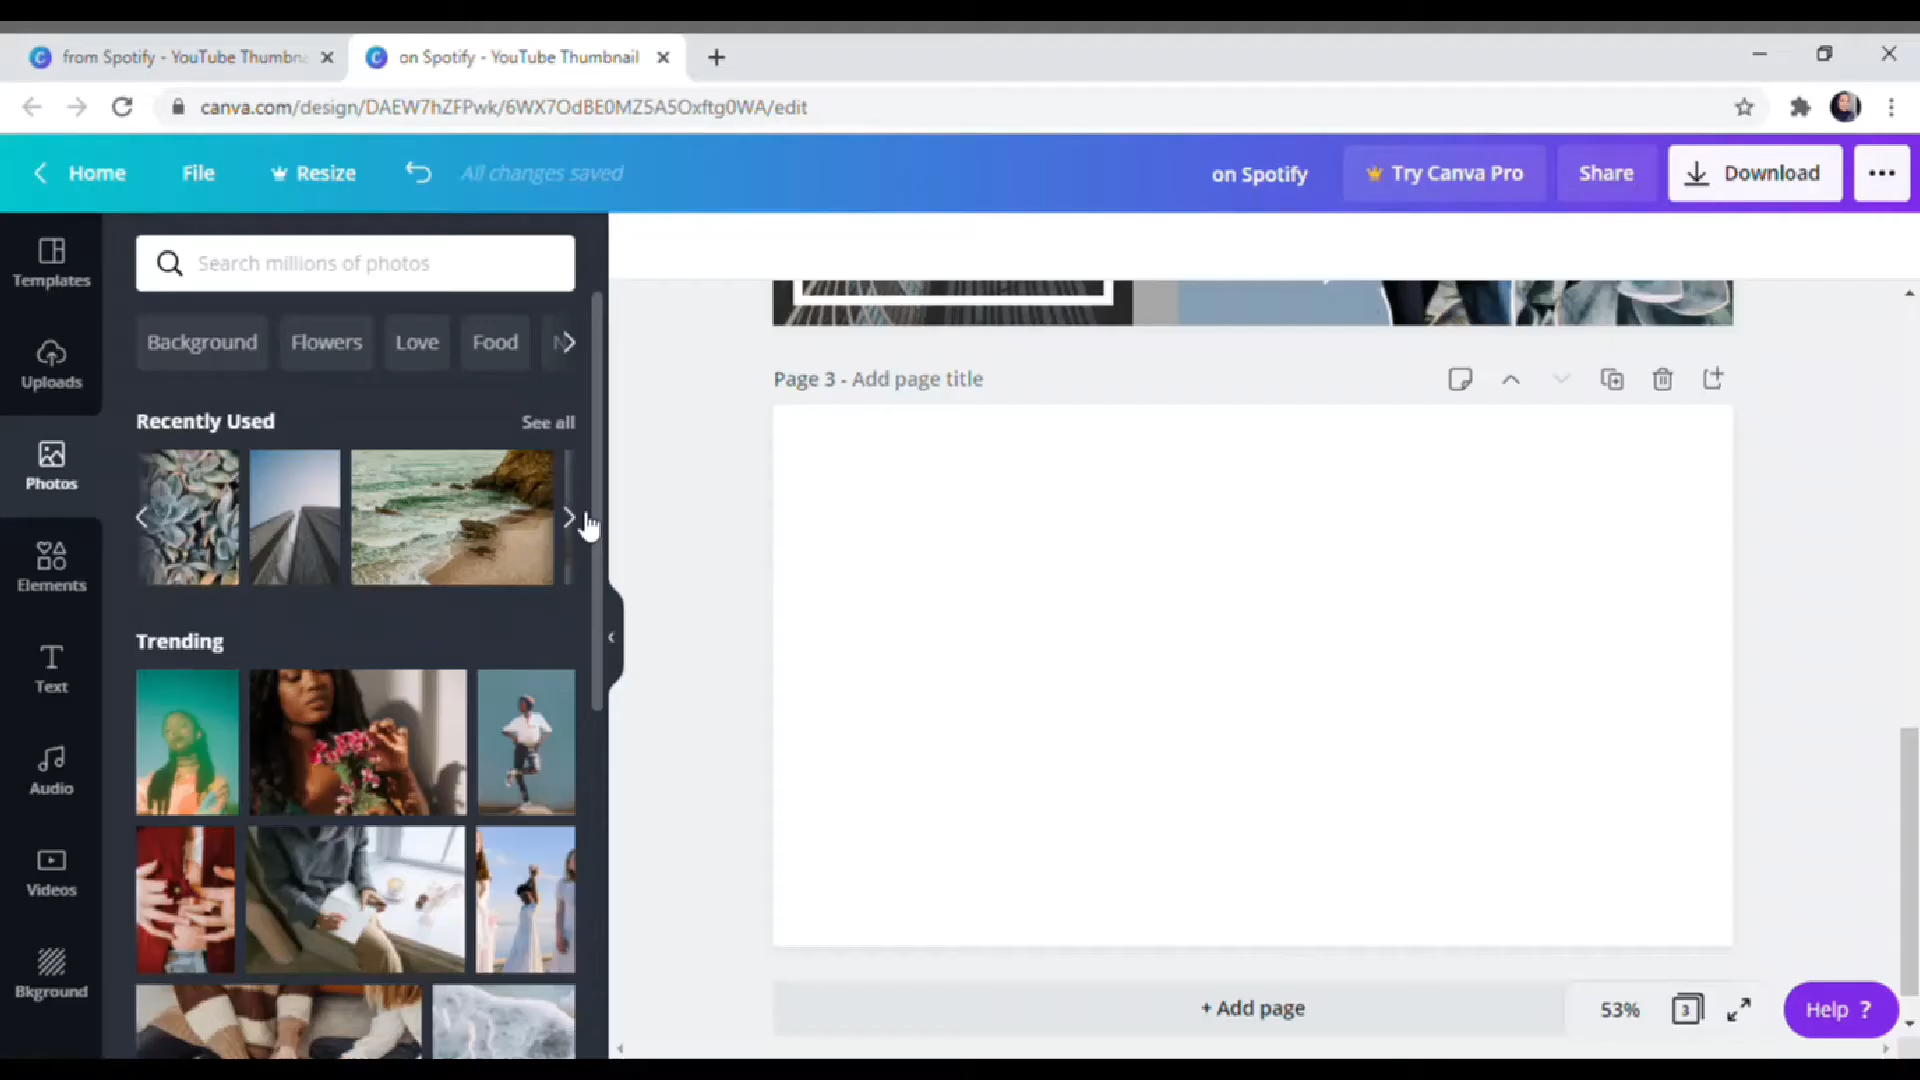 from Spotify - YouTube Thumbna
on Spotify - YouTube Thumbnail
canva.com/design/DAEW7hZFPwk/6WX7OdBE0MZ5A5Oxftg0WA/edit
Home
File
Resize
All changes saved
on Spotify
Try Canva Pro
Share
Download
Templates
Uploads
Photos
Elements
Text
Audio
Videos
Bkground
Search millions of photos
Background
Flowers
Love
Food
N
Recently Used
See all
Trending
Page 3 - Add page title
+ Add page
53%
3
Help ?